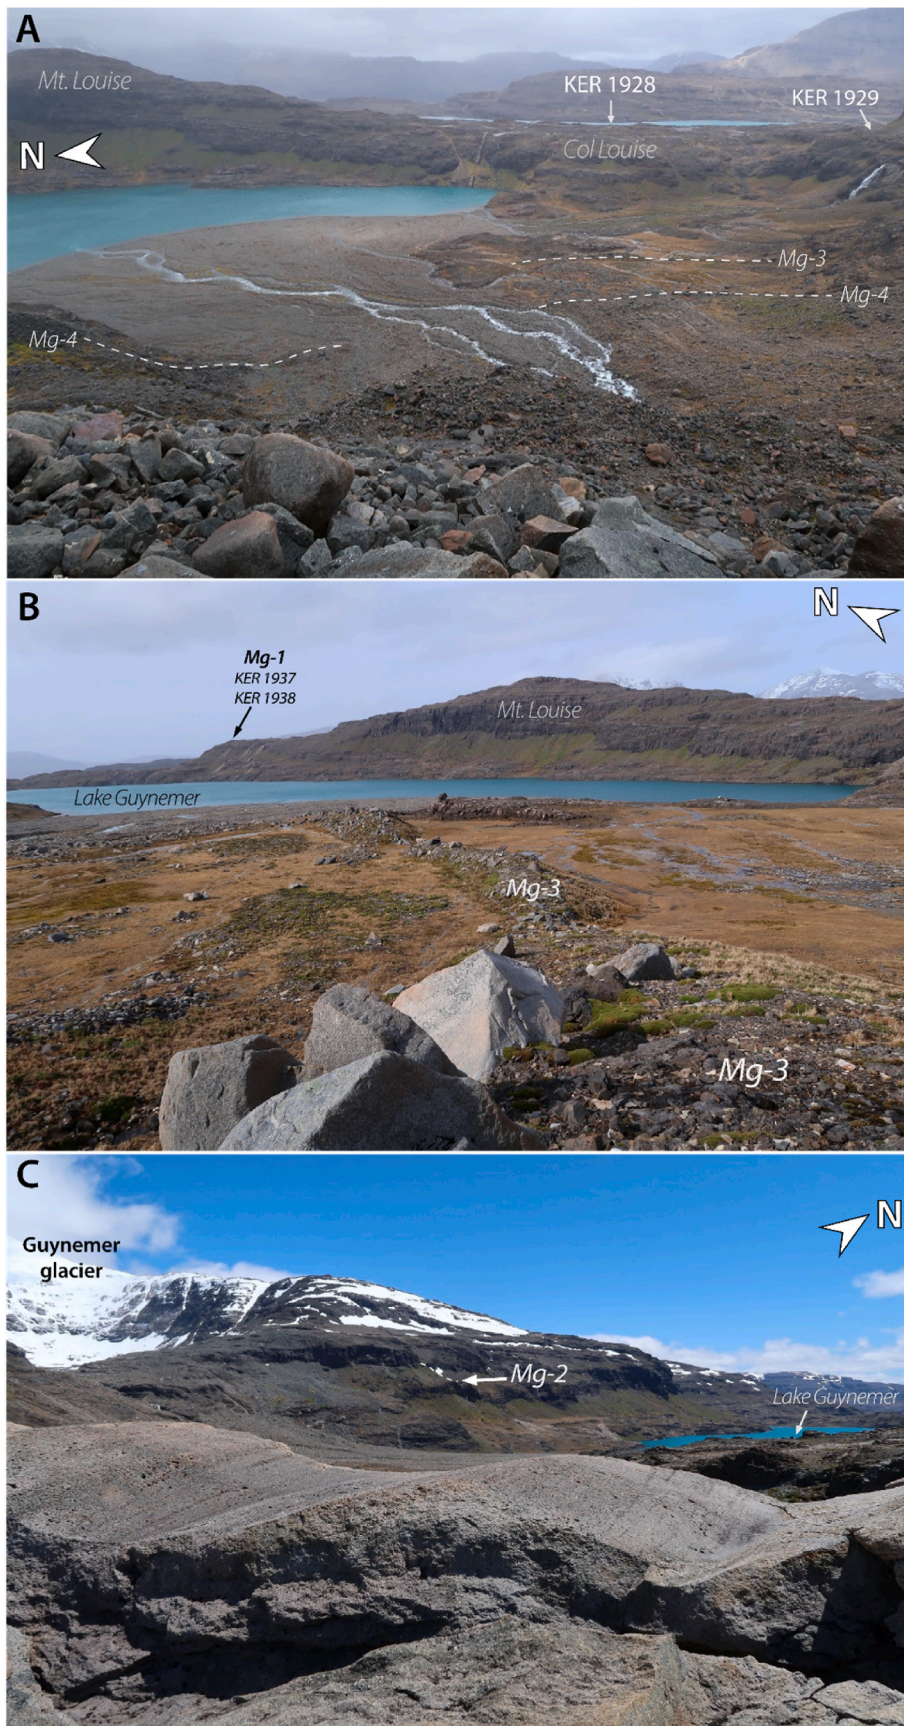 A
Mt. Louise
KER 1928
KER 1929
N
Col Louise
Mg-3
Mg-4
Mg-4
B
N
Mg-1
KER 1937
KER 1938
Mt. Louise
Lake Guynemer
Mg-3
Mg-3
C
N
Guynemer
glacier
Mg-2
Lake Guynemer